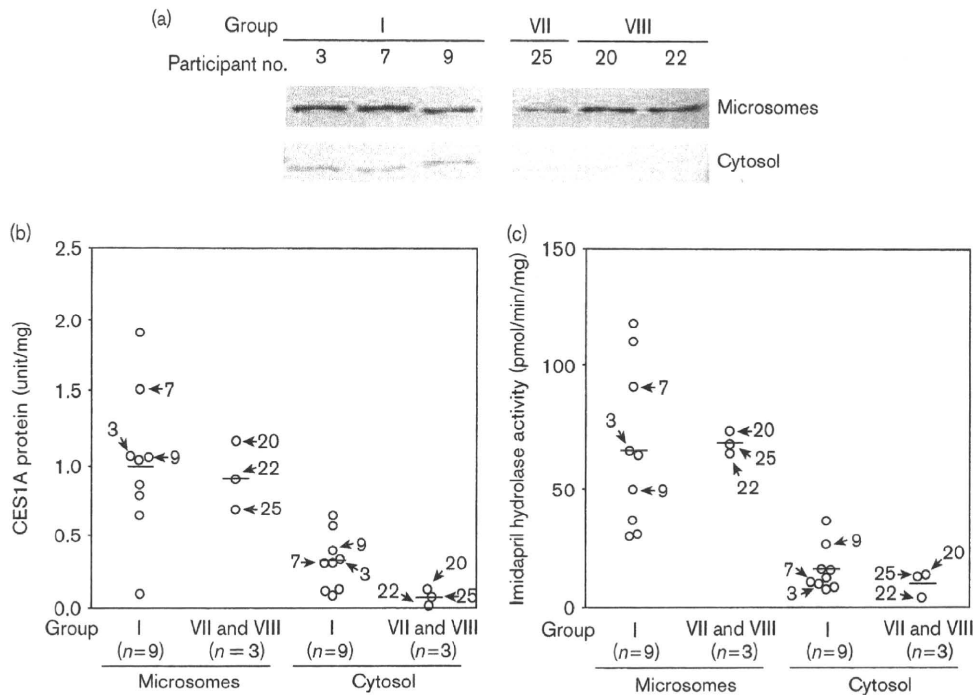 (a)
Group I VII VIII
Participant no. 3 7 9 25 20 22
Microsomes
Cytosol
(b)
CES1A protein (unit/mg)
2.5
2.0
1.5
1.0
0.5
0.0
7
3
9
20
22
25
9
7
3
20
22
25
Group I VII and VIII I VII and VIII
(n=9) (n=3) (n=9) (n=3)
Microsomes Cytosol
(c)
Imidapril hydrolase activity (pmol/min/mg)
150
100
50
0
7
3
9
20
25
22
9
7
3
20
25
22
Group I VII and VIII I VII and VIII
(n=9) (n=3) (n=9) (n=3)
Microsomes Cytosol